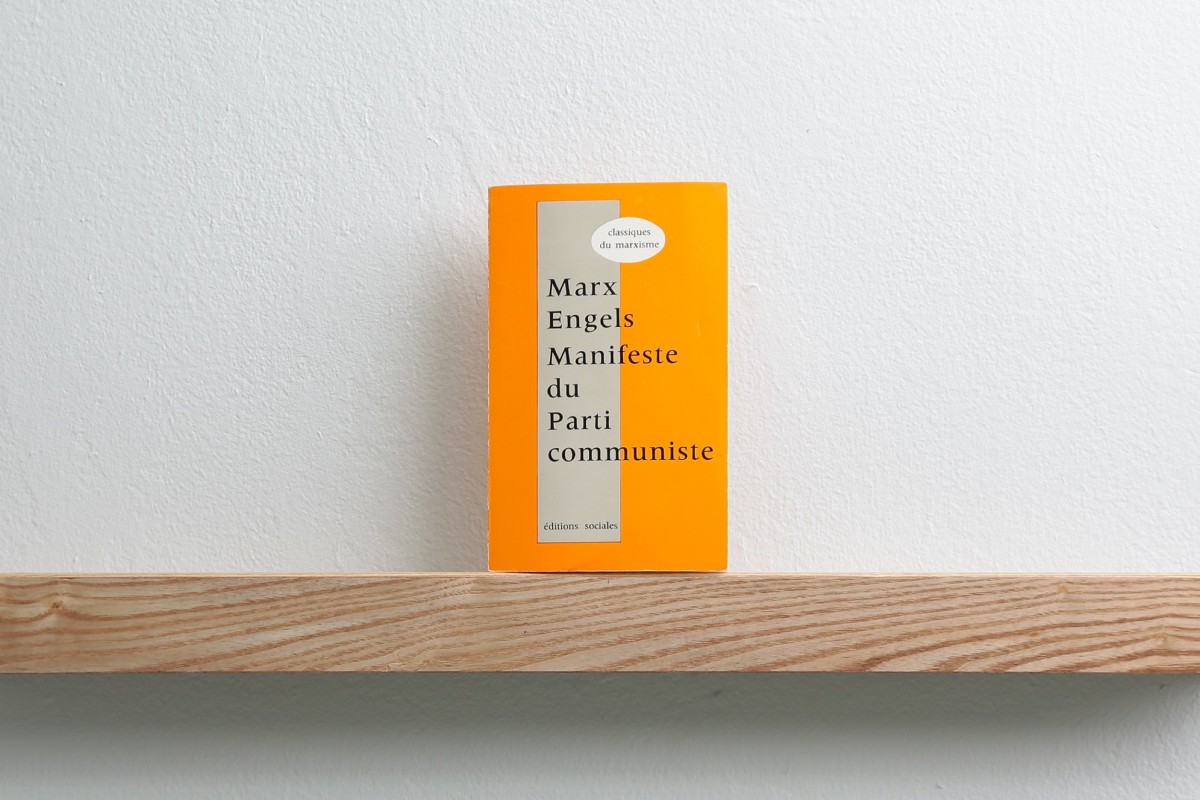 classiques
du marxisme
Marx
Engels
Manifeste
du
Parti
communiste
éditions sociales